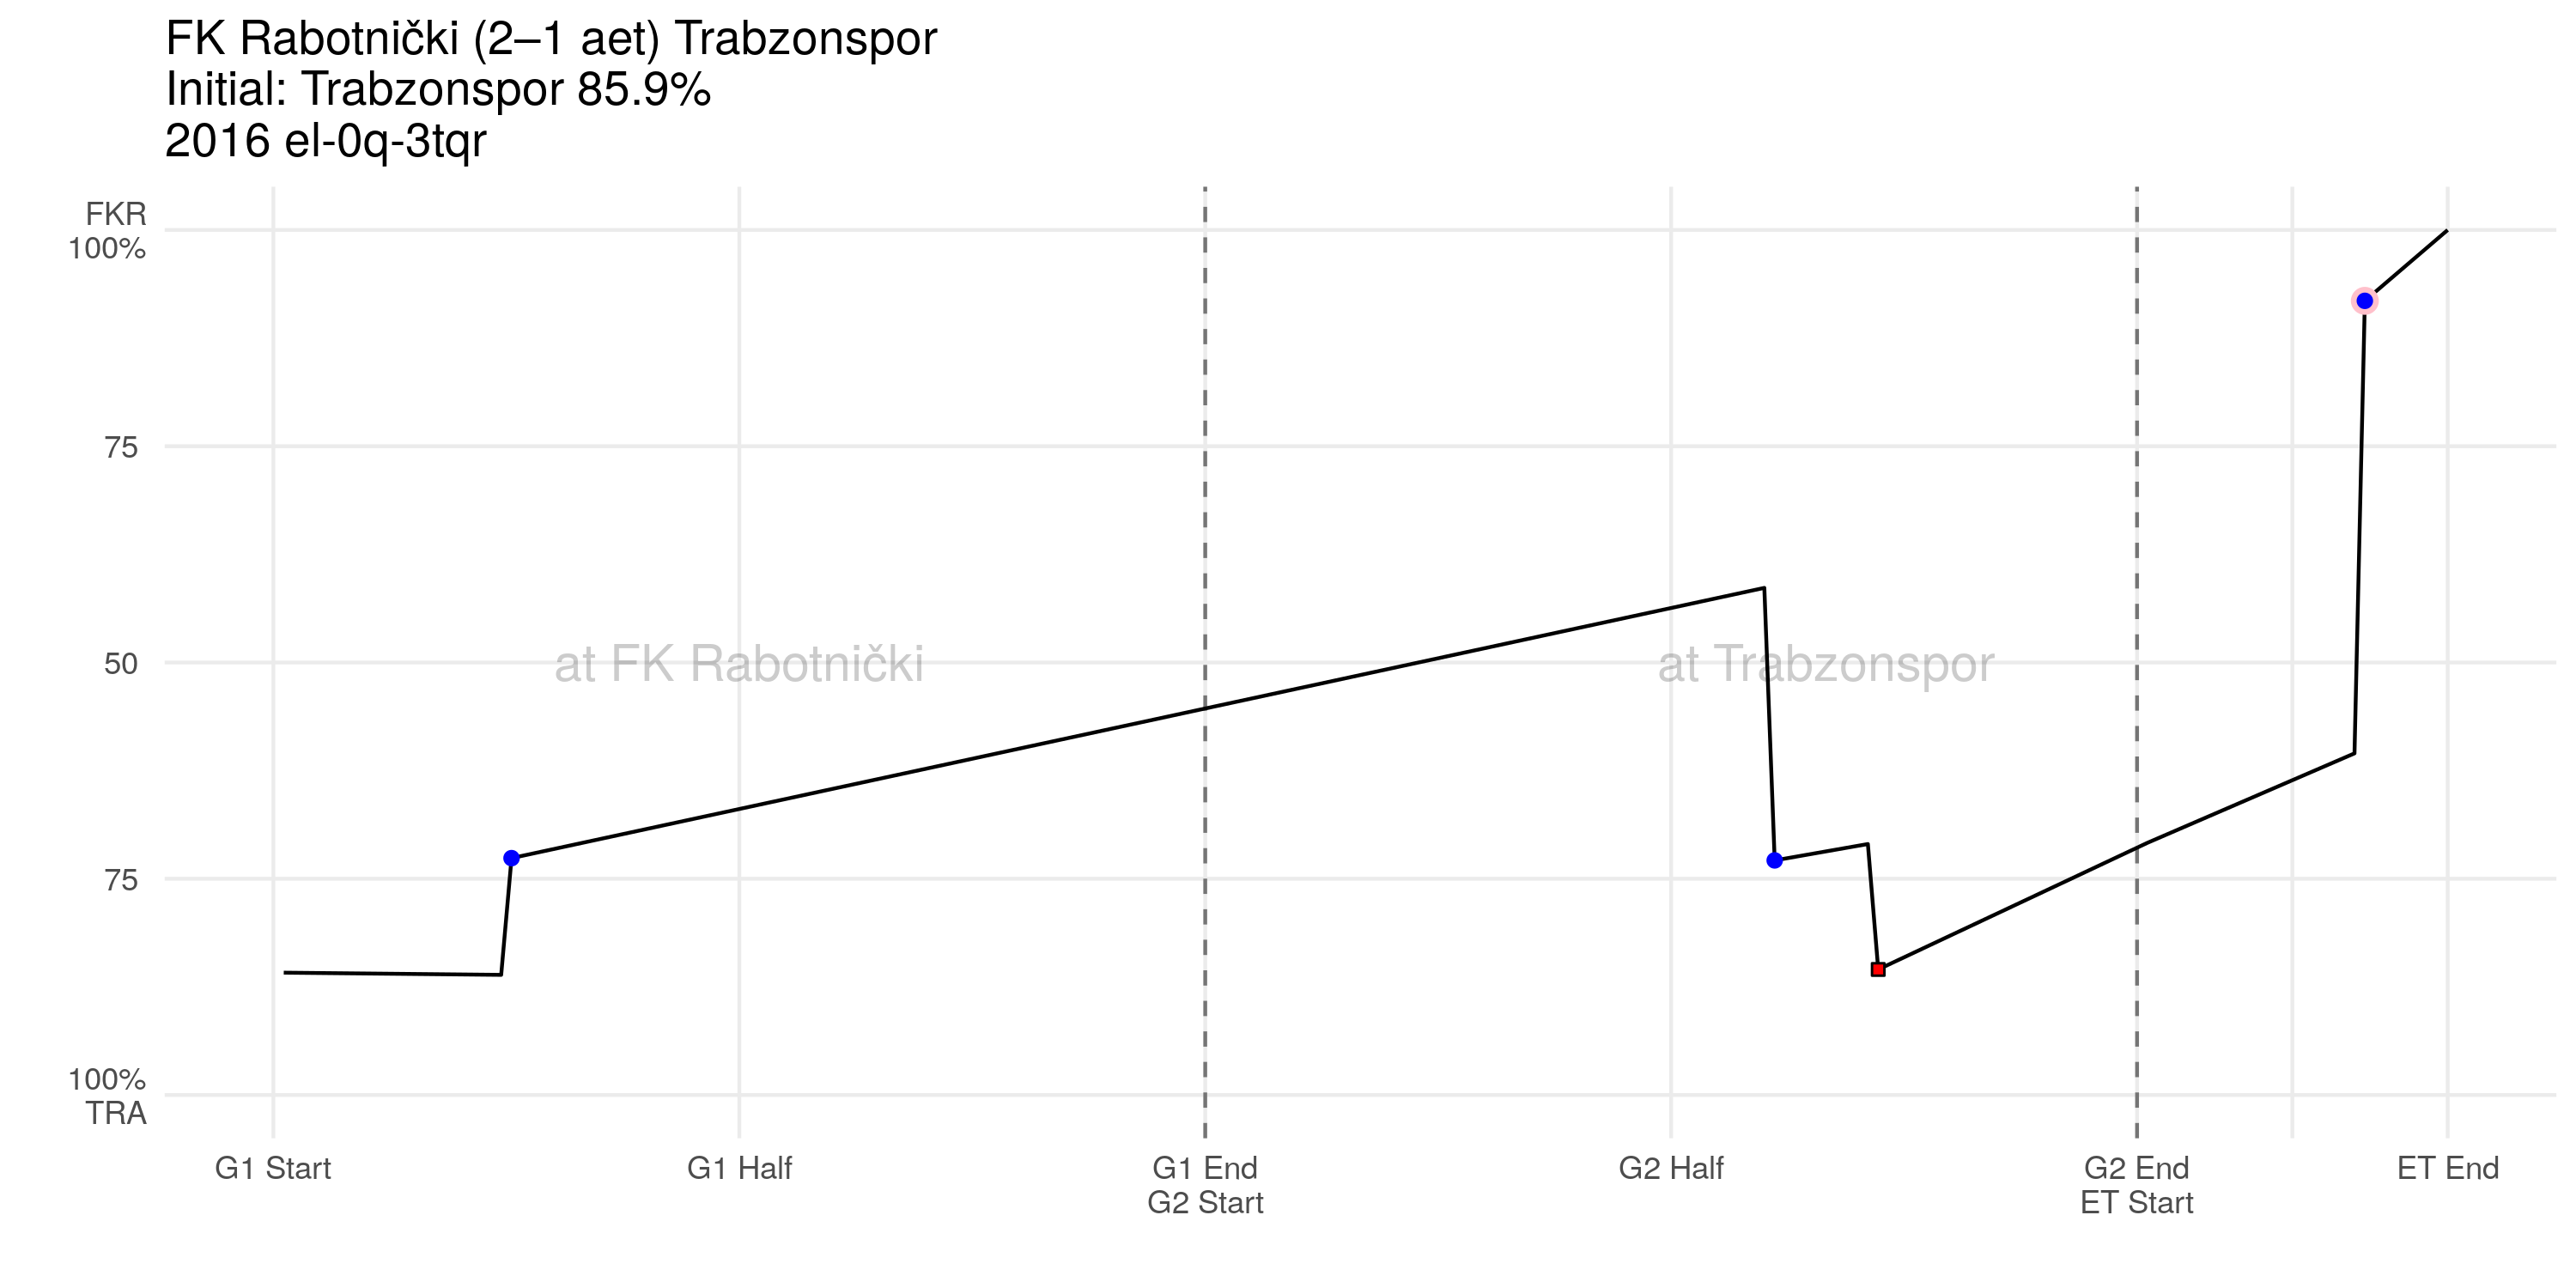 FK Rabotnički (2–1 aet) Trabzonspor
Initial: Trabzonspor 85.9%
2016 el-0q-3tqr
FKR
100%
75
50
75
100%
TRA
at FK Rabotnički
at Trabzonspor
G1 Start
G1 Half
G1 End
G2 Start
G2 Half
G2 End
ET Start
ET End